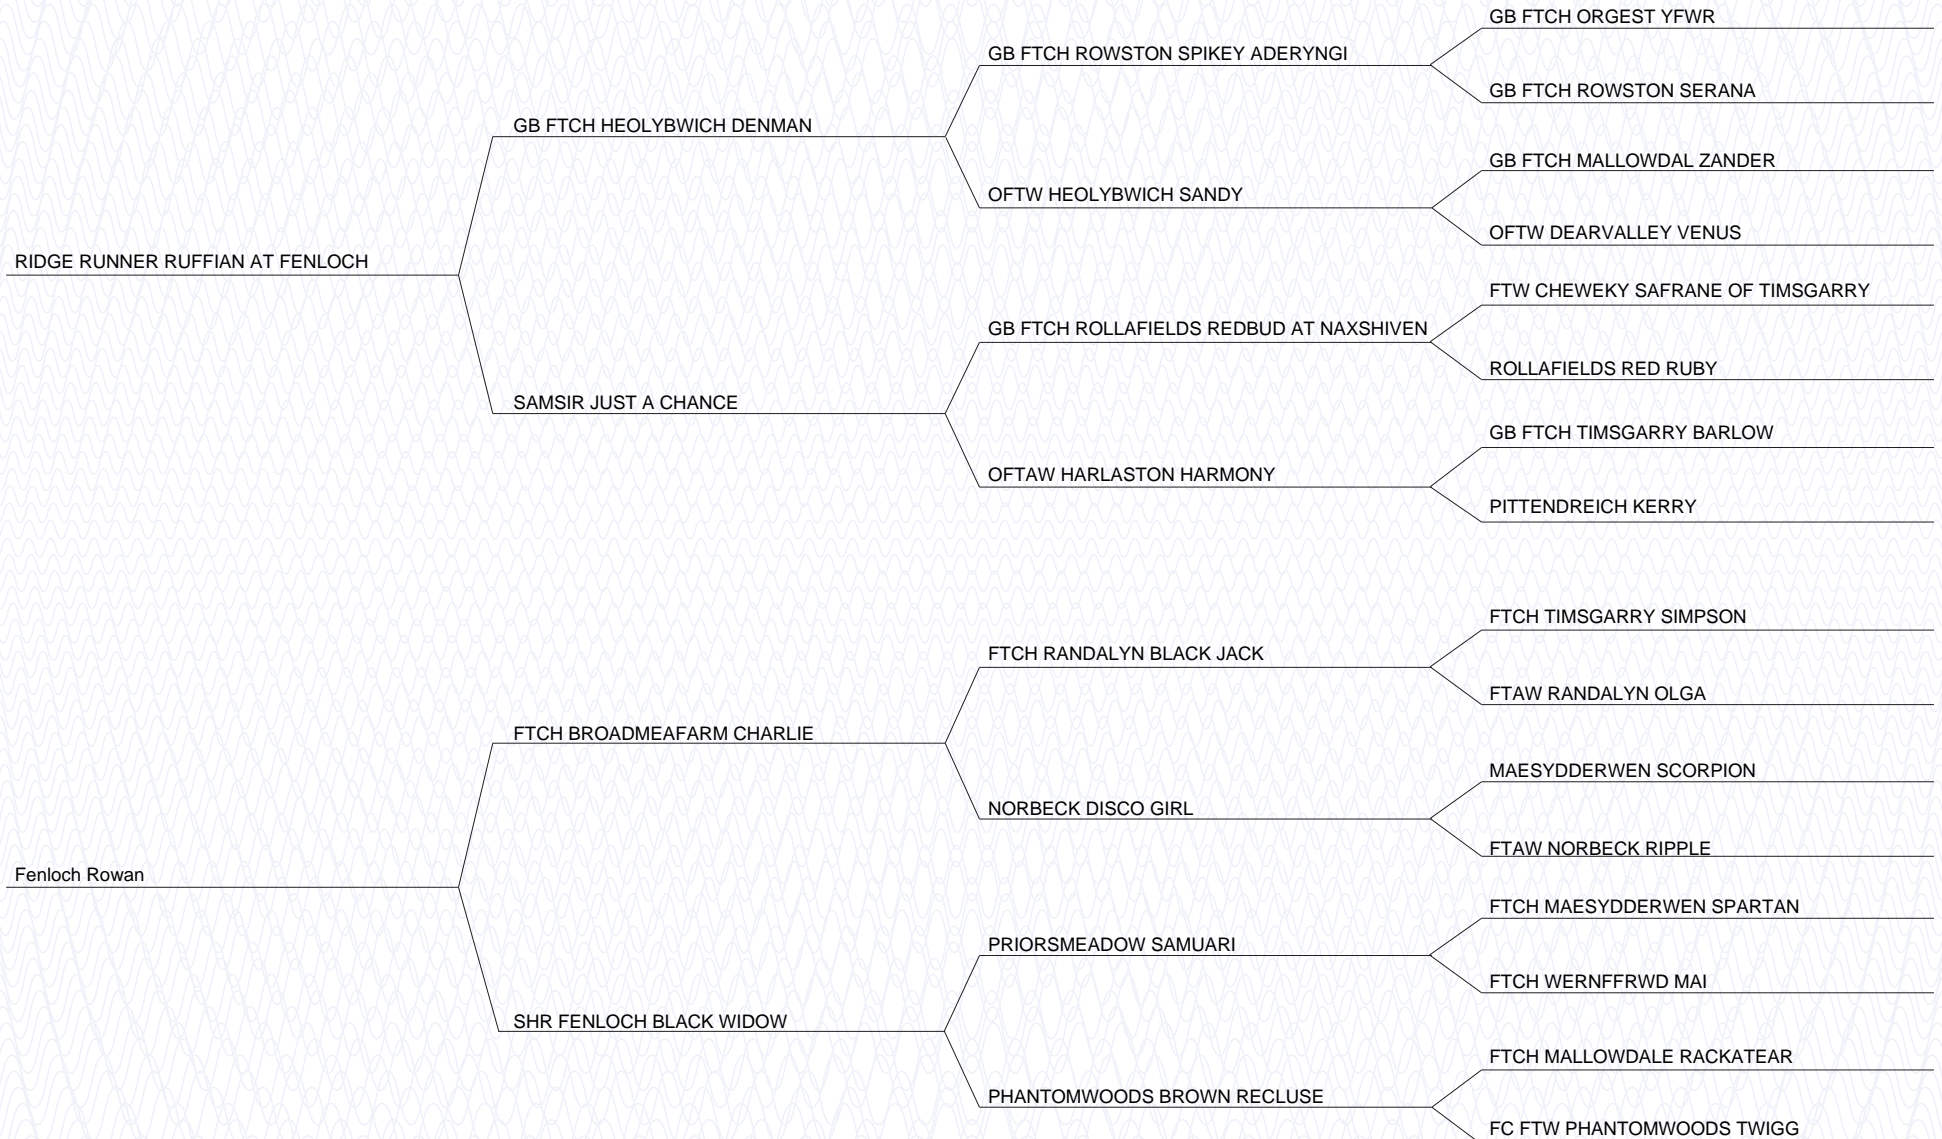 GB FTCH ORGEST YFWR
GB FTCH ROWSTON SPIKEY ADERYNGI
GB FTCH ROWSTON SERANA
GB FTCH HEOLYBWICH DENMAN
GB FTCH MALLOWDAL ZANDER
OFTW HEOLYBWICH SANDY
OFTW DEARVALLEY VENUS
RIDGE RUNNER RUFFIAN AT FENLOCH
FTW CHEWEKY SAFRANE OF TIMSGARRY
GB FTCH ROLLAFIELDS REDBUD AT NAXSHIVEN
ROLLAFIELDS RED RUBY
SAMSIR JUST A CHANCE
GB FTCH TIMSGARRY BARLOW
OFTAW HARLASTON HARMONY
PITTENDREICH KERRY
FTCH TIMSGARRY SIMPSON
FTCH RANDALYN BLACK JACK
FTAW RANDALYN OLGA
FTCH BROADMEAFARM CHARLIE
MAESYDDERWEN SCORPION
NORBECK DISCO GIRL
FTAW NORBECK RIPPLE
Fenloch Rowan
FTCH MAESYDDERWEN SPARTAN
PRIORSMEADOW SAMUARI
FTCH WERNFFRWD MAI
SHR FENLOCH BLACK WIDOW
FTCH MALLOWDALE RACKATEAR
PHANTOMWOODS BROWN RECLUSE
FC FTW PHANTOMWOODS TWIGG